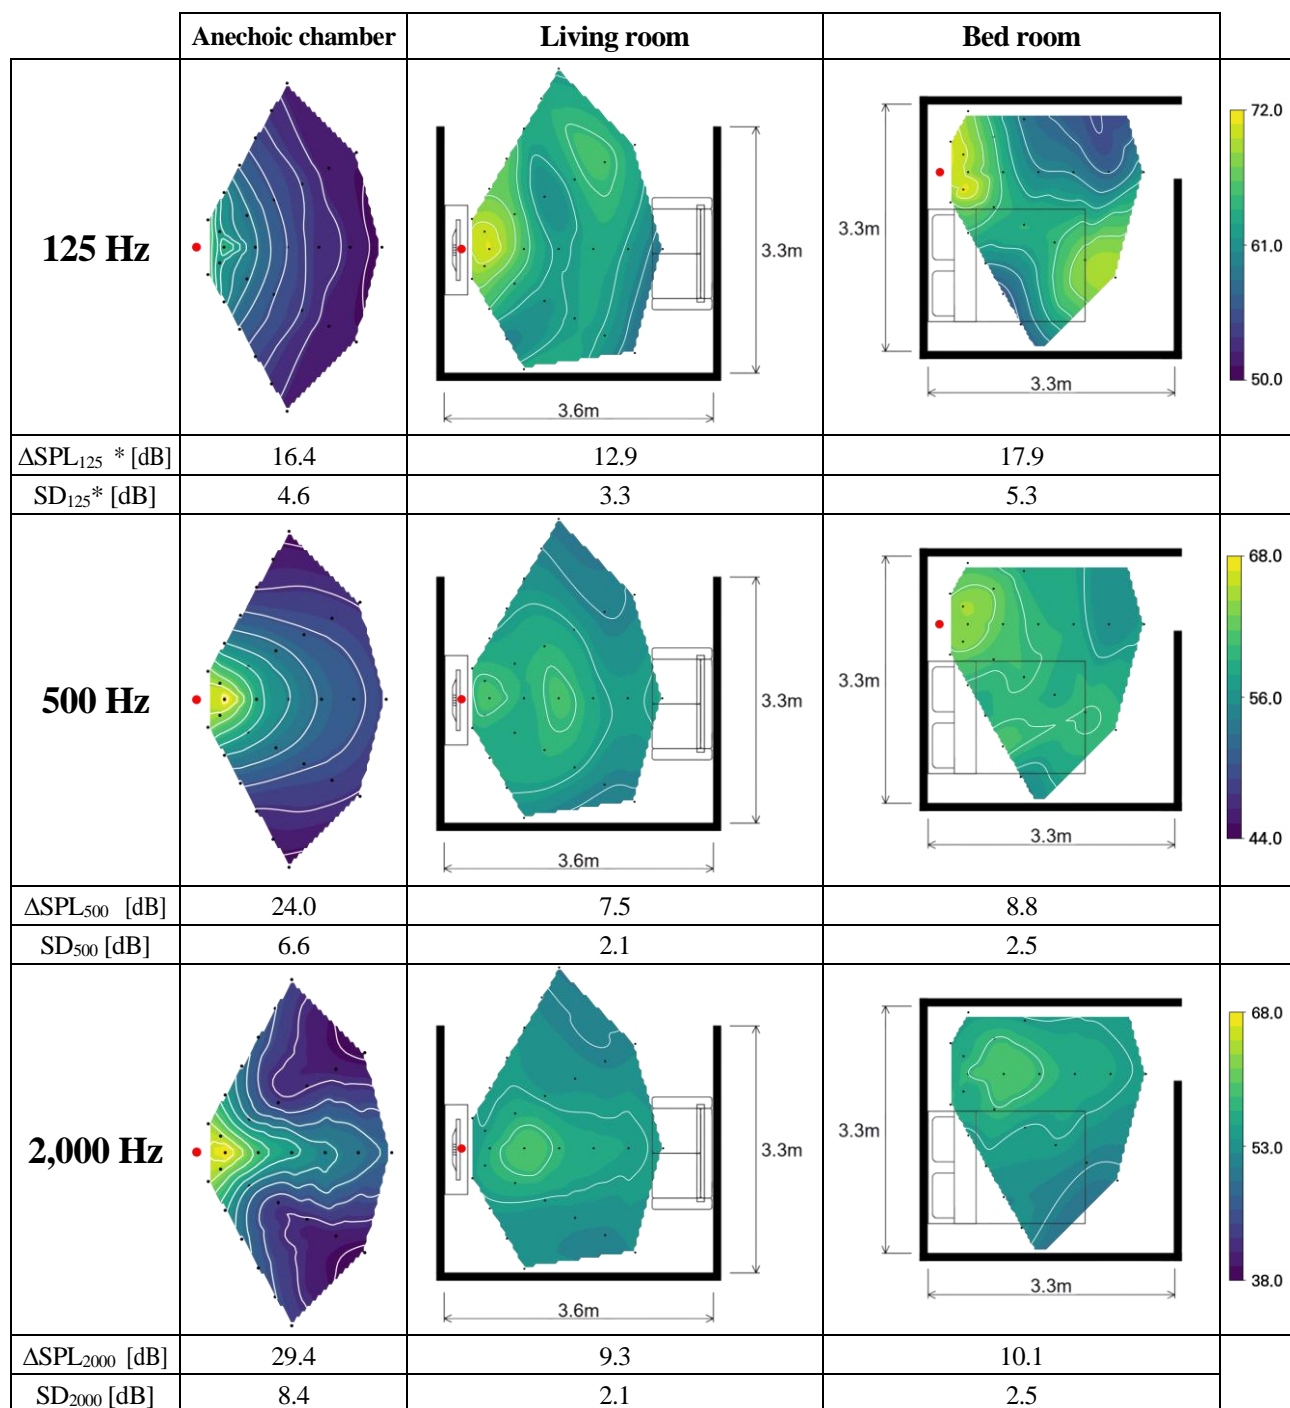 Anechoic chamber Living room Bed room
125 Hz
3.3m
3.6m
3.3m
3.3m
72.0
61.0
50.0
ΔSPL125 * [dB] 16.4 12.9 17.9
SD125* [dB] 4.6 3.3 5.3
500 Hz
3.3m
3.6m
3.3m
3.3m
68.0
56.0
44.0
ΔSPL500 [dB] 24.0 7.5 8.8
SD500 [dB] 6.6 2.1 2.5
2,000 Hz
3.3m
3.6m
3.3m
3.3m
68.0
53.0
38.0
ΔSPL2000 [dB] 29.4 9.3 10.1
SD2000 [dB] 8.4 2.1 2.5